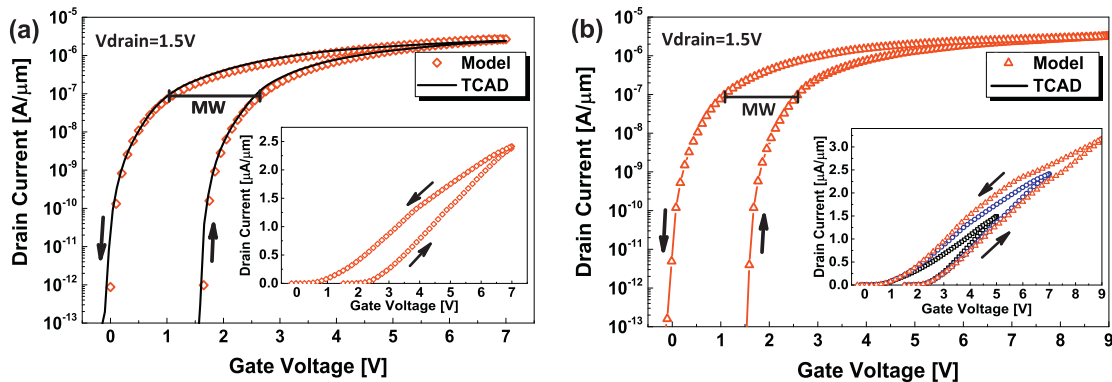 (a)
Vdrain=1.5V
Model
TCAD
MW
Drain Current [A/μm]
10⁻⁵
10⁻⁶
10⁻⁷
10⁻⁸
10⁻⁹
10⁻¹⁰
10⁻¹¹
10⁻¹²
10⁻¹³
0 1 2 3 4 5 6 7
Gate Voltage [V]
Drain Current [μA/μm]
2.5
2.0
1.5
1.0
0.5
0.0
0 1 2 3 4 5 6 7
Gate Voltage [V]
(b)
Vdrain=1.5V
Model
TCAD
MW
Drain Current [A/μm]
10⁻⁵
10⁻⁶
10⁻⁷
10⁻⁸
10⁻⁹
10⁻¹⁰
10⁻¹¹
10⁻¹²
10⁻¹³
0 1 2 3 4 5 6 7 8 9
Gate Voltage [V]
Drain Current [μA/μm]
3.0
2.5
2.0
1.5
1.0
0.5
0.0
0 1 2 3 4 5 6 7 8 9
Gate Voltage [V]